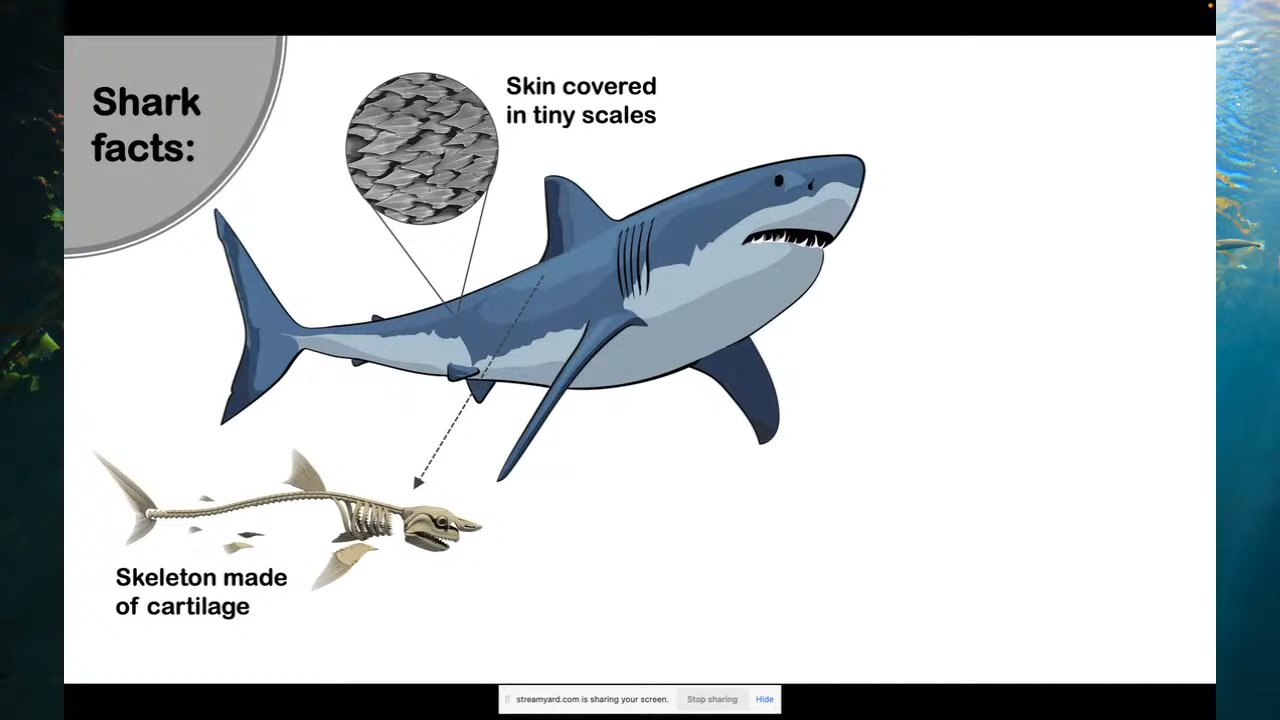 Shark
facts:
Skin covered
in tiny scales
Skeleton made
of cartilage
streamyard.com is sharing your screen.
Stop sharing
Hide